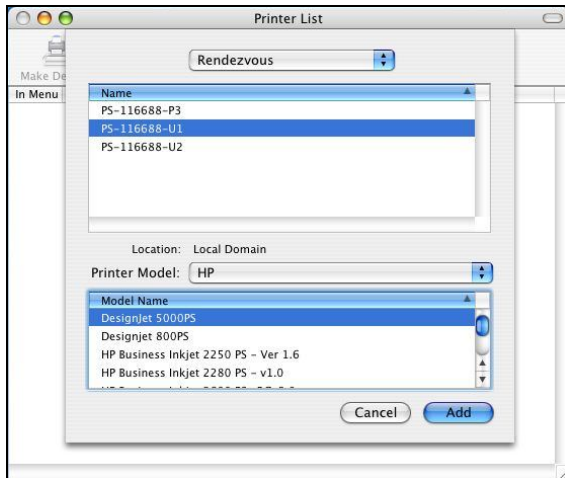 Printer List
Rendezvous
Make De
In Menu
Name
PS-116688-P3
PS-116688-U1
PS-116688-U2
Location: Local Domain
Printer Model: HP
Model Name
DesignJet 5000PS
Designjet 800PS
HP Business Inkjet 2250 PS - Ver 1.6
HP Business Inkjet 2280 PS - v1.0
Cancel Add